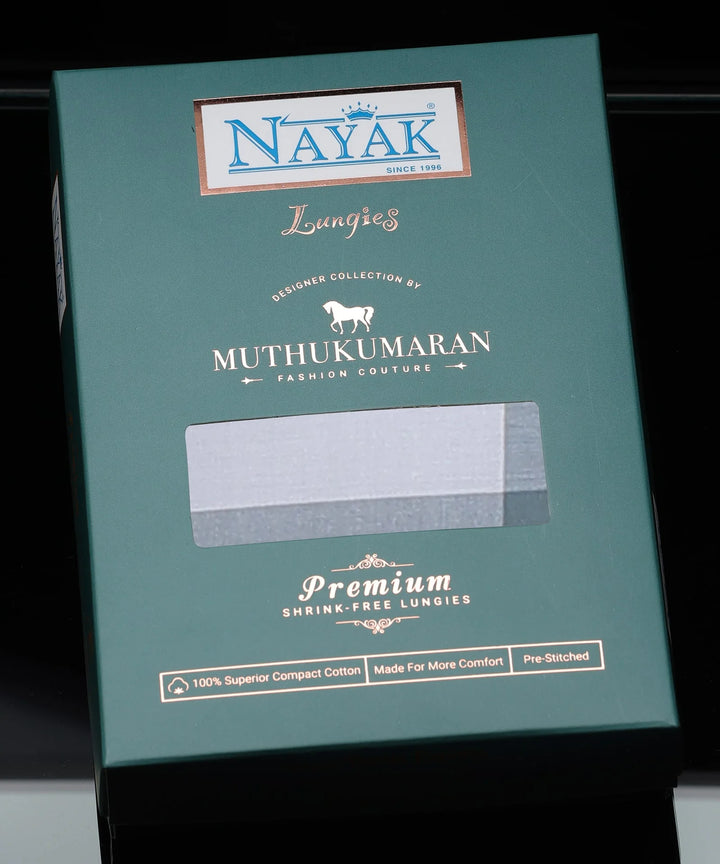 NAYAK®
SINCE 1996
Lungies
DESIGNER COLLECTION BY
MUTHUKUMARAN
FASHION COUTURE
Premium
SHRINK-FREE LUNGIES
100% Superior Compact Cotton
Made For More Comfort
Pre-Stitched